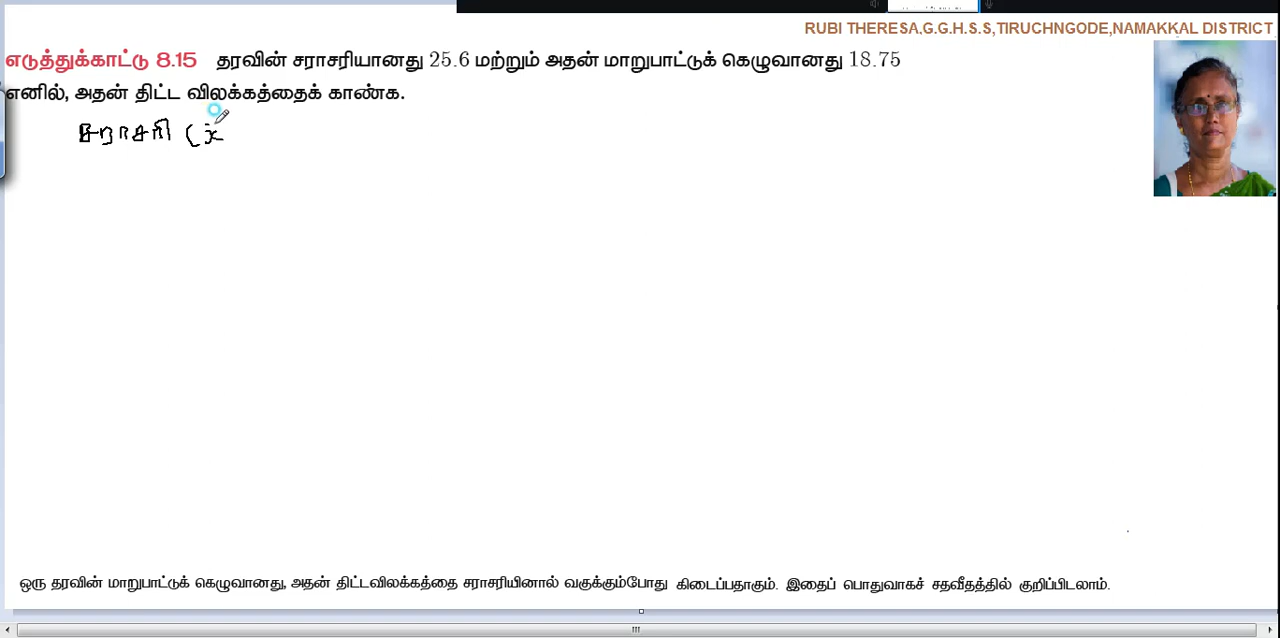 RUBI THERESA,G.G.H.S.S,TIRUCHNGODE,NAMAKKAL DISTRICT
எடுத்துக்காட்டு 8.15 தரவின் சராசரியானது 25.6 மற்றும் அதன் மாறுபாட்டுக் கெழுவானது 18.75
எனில், அதன் திட்ட விலக்கத்தைக் காண்க.
சராசரி (x̄
ஒரு தரவின் மாறுபாட்டுக் கெழுவானது, அதன் திட்டவிலக்கத்தை சராசரியினால் வகுக்கும்போது கிடைப்பதாகும். இதைப் பொதுவாகச் சதவீதத்தில் குறிப்பிடலாம்.